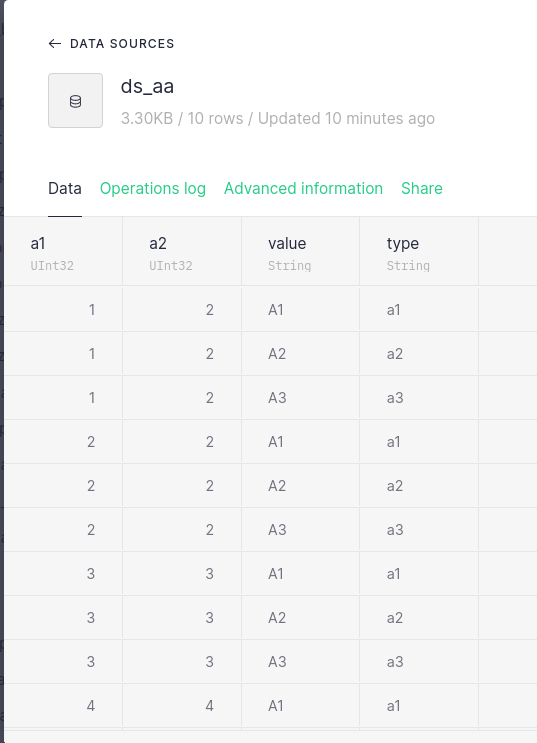 ← DATA SOURCES
ds_aa
3.30KB / 10 rows / Updated 10 minutes ago
Data Operations log Advanced information Share
a1 a2 value type
UInt32 UInt32 String String
1 2 A1 a1
1 2 A2 a2
1 2 A3 a3
2 2 A1 a1
2 2 A2 a2
2 2 A3 a3
3 3 A1 a1
3 3 A2 a2
3 3 A3 a3
4 4 A1 a1